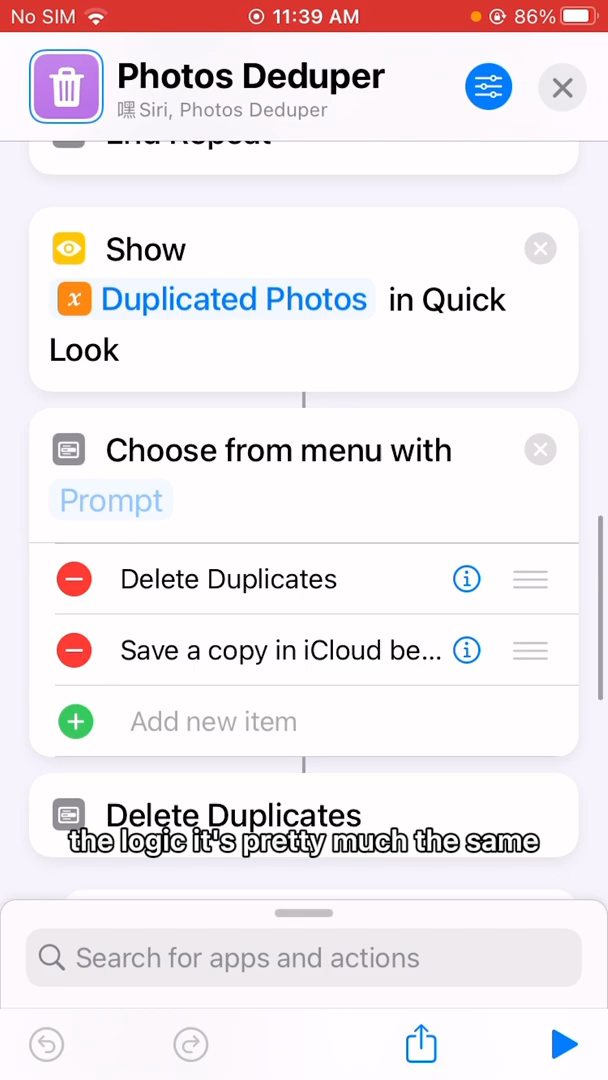 No SIM 11:39 AM 86%
Photos Deduper
嘿Siri, Photos Deduper
End Repeat
Show
x Duplicated Photos in Quick
Look
Choose from menu with
Prompt
Delete Duplicates
Save a copy in iCloud be...
Add new item
Delete Duplicates
the logic it's pretty much the same
Search for apps and actions